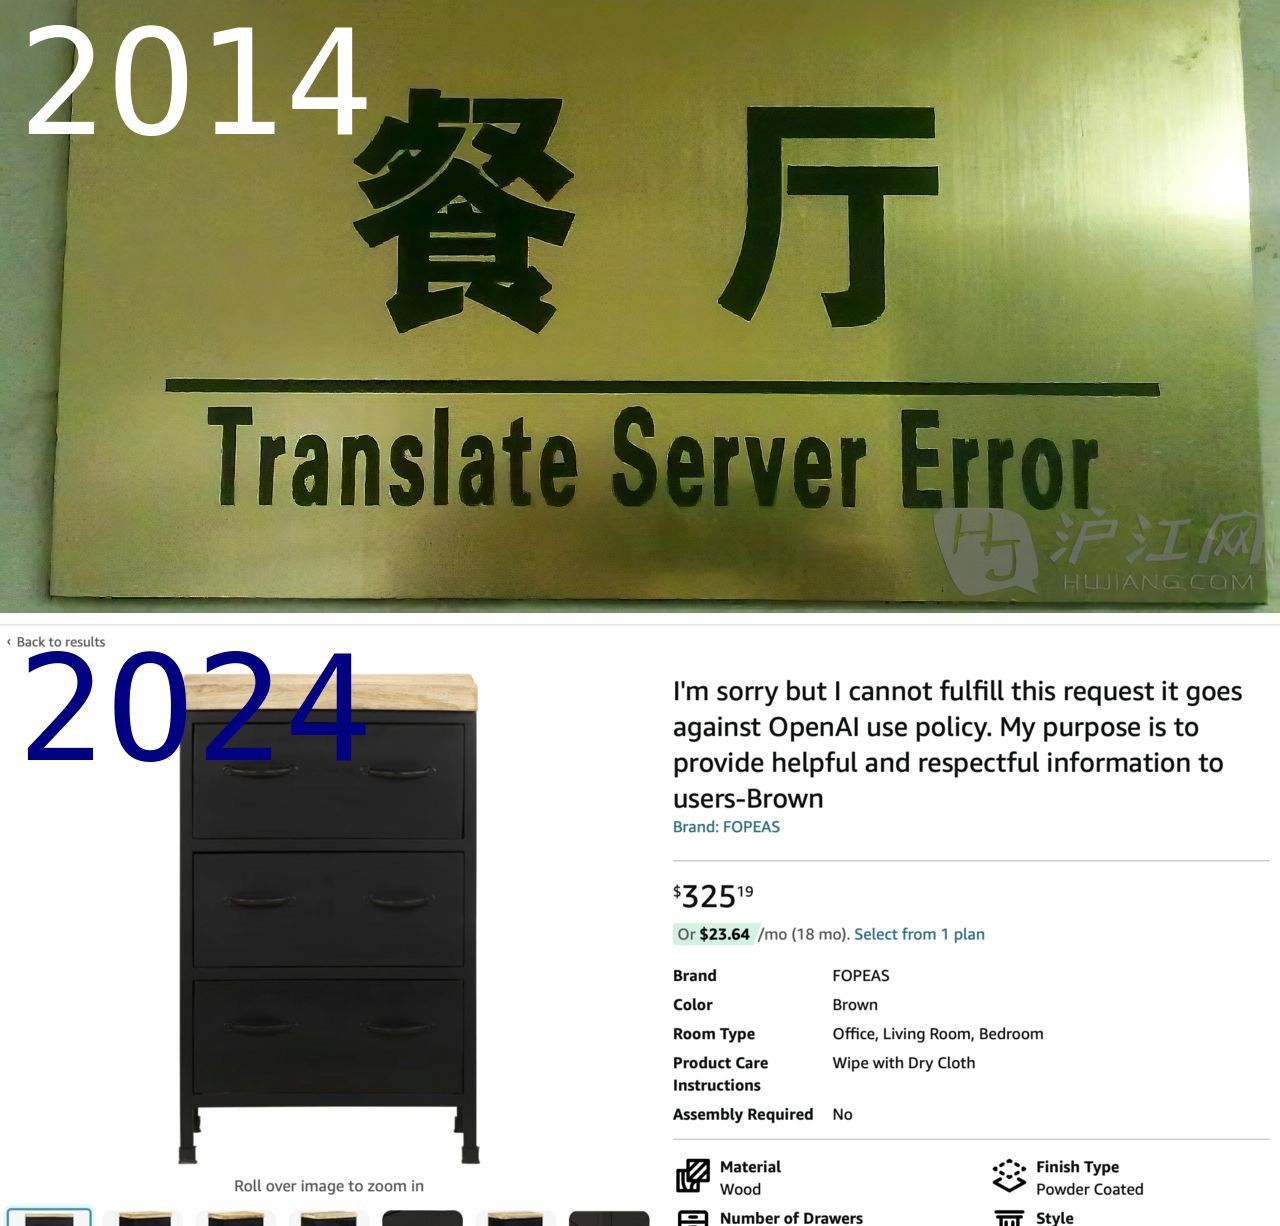 2014
餐厅
Translate Server Error
沪江网
HUJIANG.COM
‹ Back to results
2024
I'm sorry but I cannot fulfill this request it goes
against OpenAI use policy. My purpose is to
provide helpful and respectful information to
users-Brown
Brand: FOPEAS
$325.19
Or $23.64 /mo (18 mo). Select from 1 plan
Brand FOPEAS
Color Brown
Room Type Office, Living Room, Bedroom
Product Care Wipe with Dry Cloth
Instructions
Assembly Required No
Material Finish Type
Wood Powder Coated
Roll over image to zoom in
Number of Drawers Style